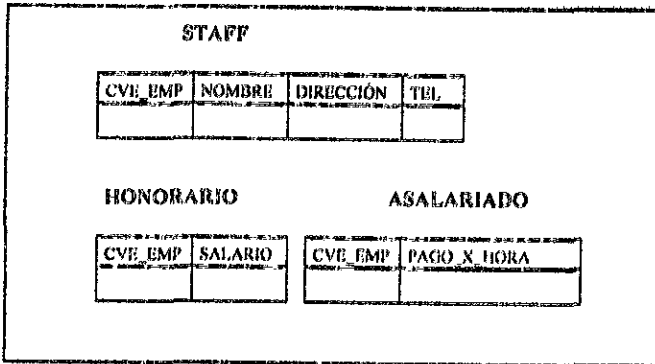 STAFF
CVE_EMP NOMBRE DIRECCIÓN TEL
HONORARIO ASALARIADO
CVE_EMP SALARIO CVE_EMP PAGO_X_HORA